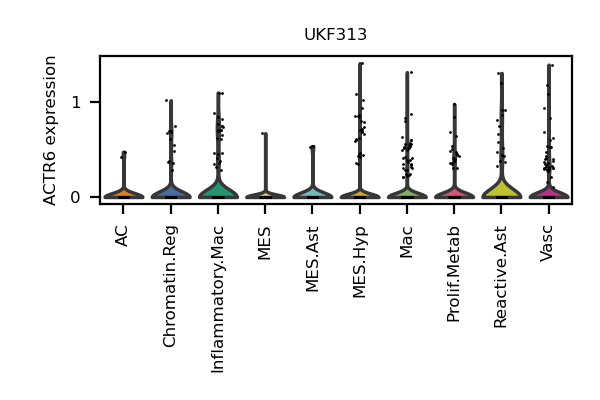 UKF313
ACTR6 expression
1
0
AC
Chromatin.Reg
Inflammatory.Mac
MES
MES.Ast
MES.Hyp
Mac
Prolif.Metab
Reactive.Ast
Vasc